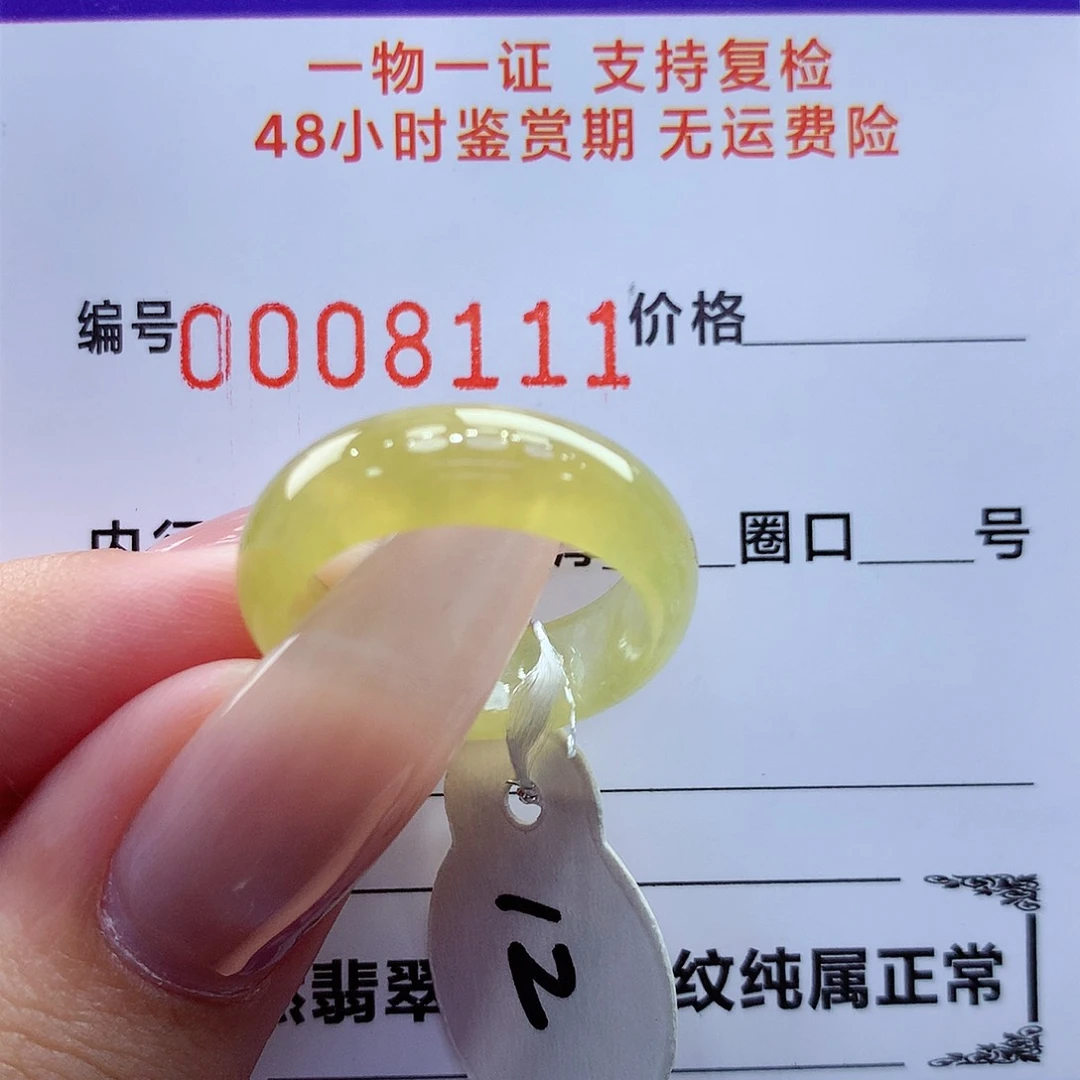 一物一证 支持复检
48小时鉴赏期 无运费险
编号0008111价格
内径 圈口 号
12
翡翠 纹纯属正常